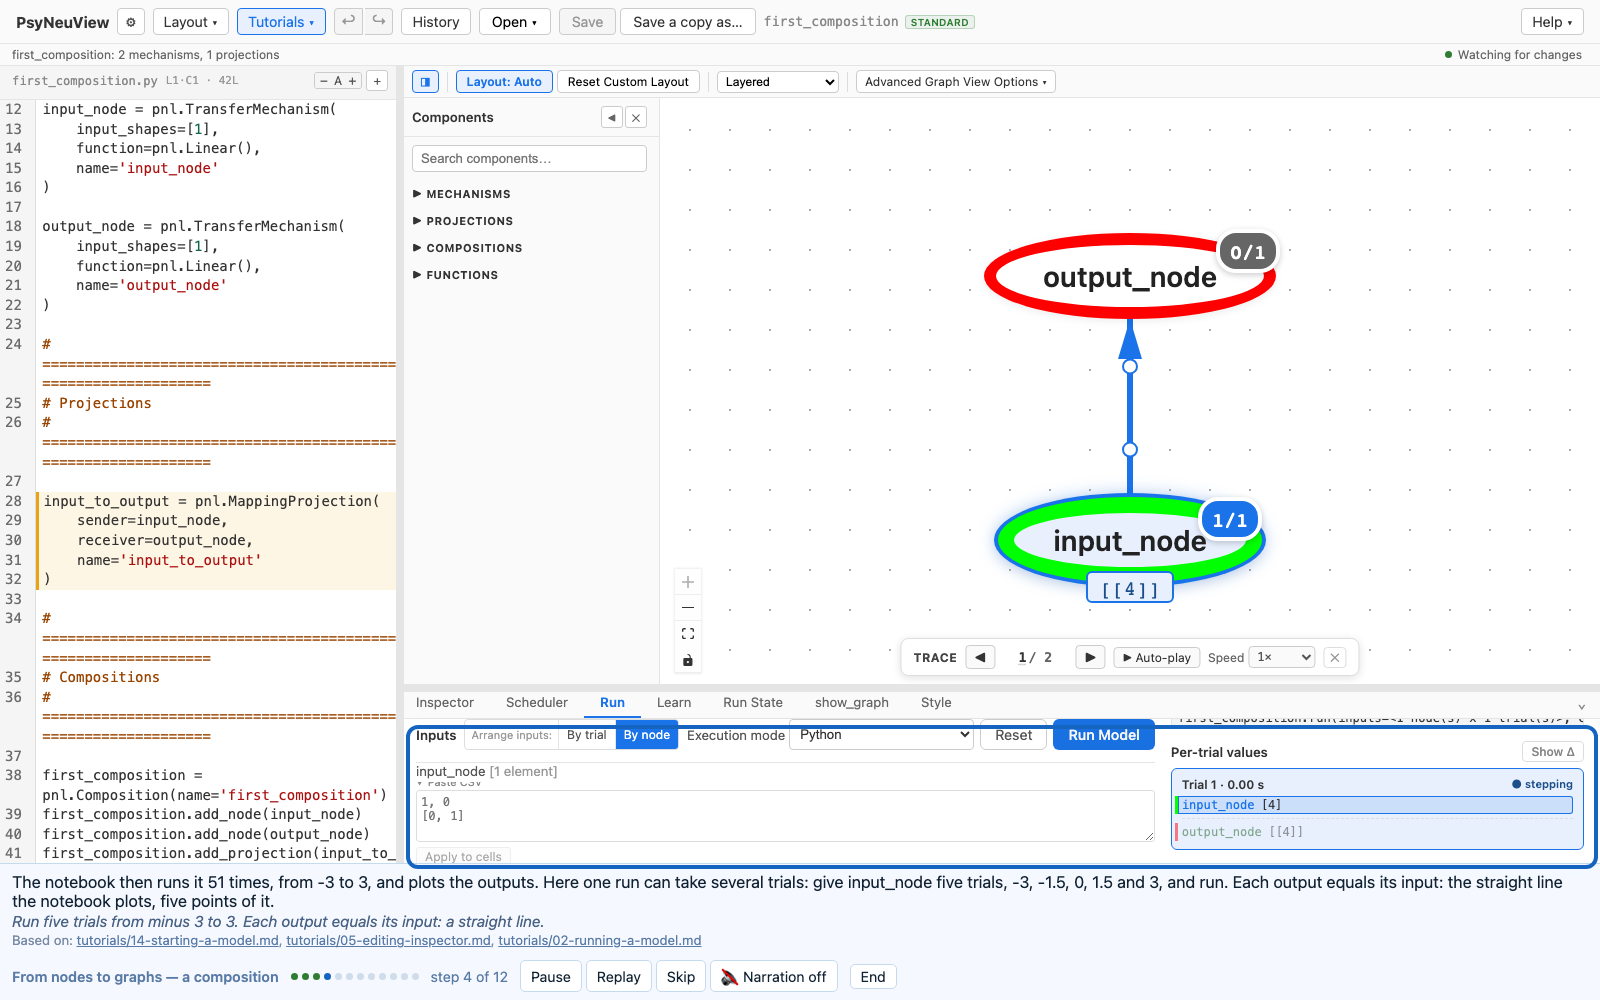 PsyNeuView ⚙ Layout ▾ Tutorials ▾ ↩ ↪ History Open ▾ Save Save a copy as... first_composition STANDARD Help ▾
first_composition: 2 mechanisms, 1 projections Watching for changes
first_composition.py L1:C1 · 42L − A + +
12 input_node = pnl.TransferMechanism(
13 input_shapes=[1],
14 function=pnl.Linear(),
15 name='input_node'
16 )
17
18 output_node = pnl.TransferMechanism(
19 input_shapes=[1],
20 function=pnl.Linear(),
21 name='output_node'
22 )
23
24 #
==========================================
====================
25 # Projections
26 #
==========================================
====================
27
28 input_to_output = pnl.MappingProjection(
29 sender=input_node,
30 receiver=output_node,
31 name='input_to_output'
32 )
33
34 #
==========================================
====================
35 # Compositions
36 #
==========================================
====================
37
38 first_composition =
pnl.Composition(name='first_composition')
39 first_composition.add_node(input_node)
40 first_composition.add_node(output_node)
41 first_composition.add_projection(input_to_
Layout: Auto Reset Custom Layout Layered Advanced Graph View Options ▾
Components ◀ ✕
Search components...
▶ MECHANISMS
▶ PROJECTIONS
▶ COMPOSITIONS
▶ FUNCTIONS
0/1
output_node
1/1
input_node
[[4]]
TRACE ◀ 1 / 2 ▶ ▶ Auto-play Speed 1× ✕
Inspector Scheduler Run Learn Run State show_graph Style
Inputs Arrange inputs: By trial By node Execution mode Python Reset Run Model
input_node [1 element]
▾ Paste CSV
1, 0
[0, 1]
Apply to cells
first_composition.run(inputs=<1 node(s) x 1 trial(s)>,
Per-trial values Show Δ
Trial 1 · 0.00 s stepping
input_node [4]
output_node [[4]]
The notebook then runs it 51 times, from -3 to 3, and plots the outputs. Here one run can take several trials: give input_node five trials, -3, -1.5, 0, 1.5 and 3, and run. Each output equals its input: the straight line
the notebook plots, five points of it.
Run five trials from minus 3 to 3. Each output equals its input: a straight line.
Based on: tutorials/14-starting-a-model.md, tutorials/05-editing-inspector.md, tutorials/02-running-a-model.md
From nodes to graphs — a composition step 4 of 12 Pause Replay Skip Narration off End